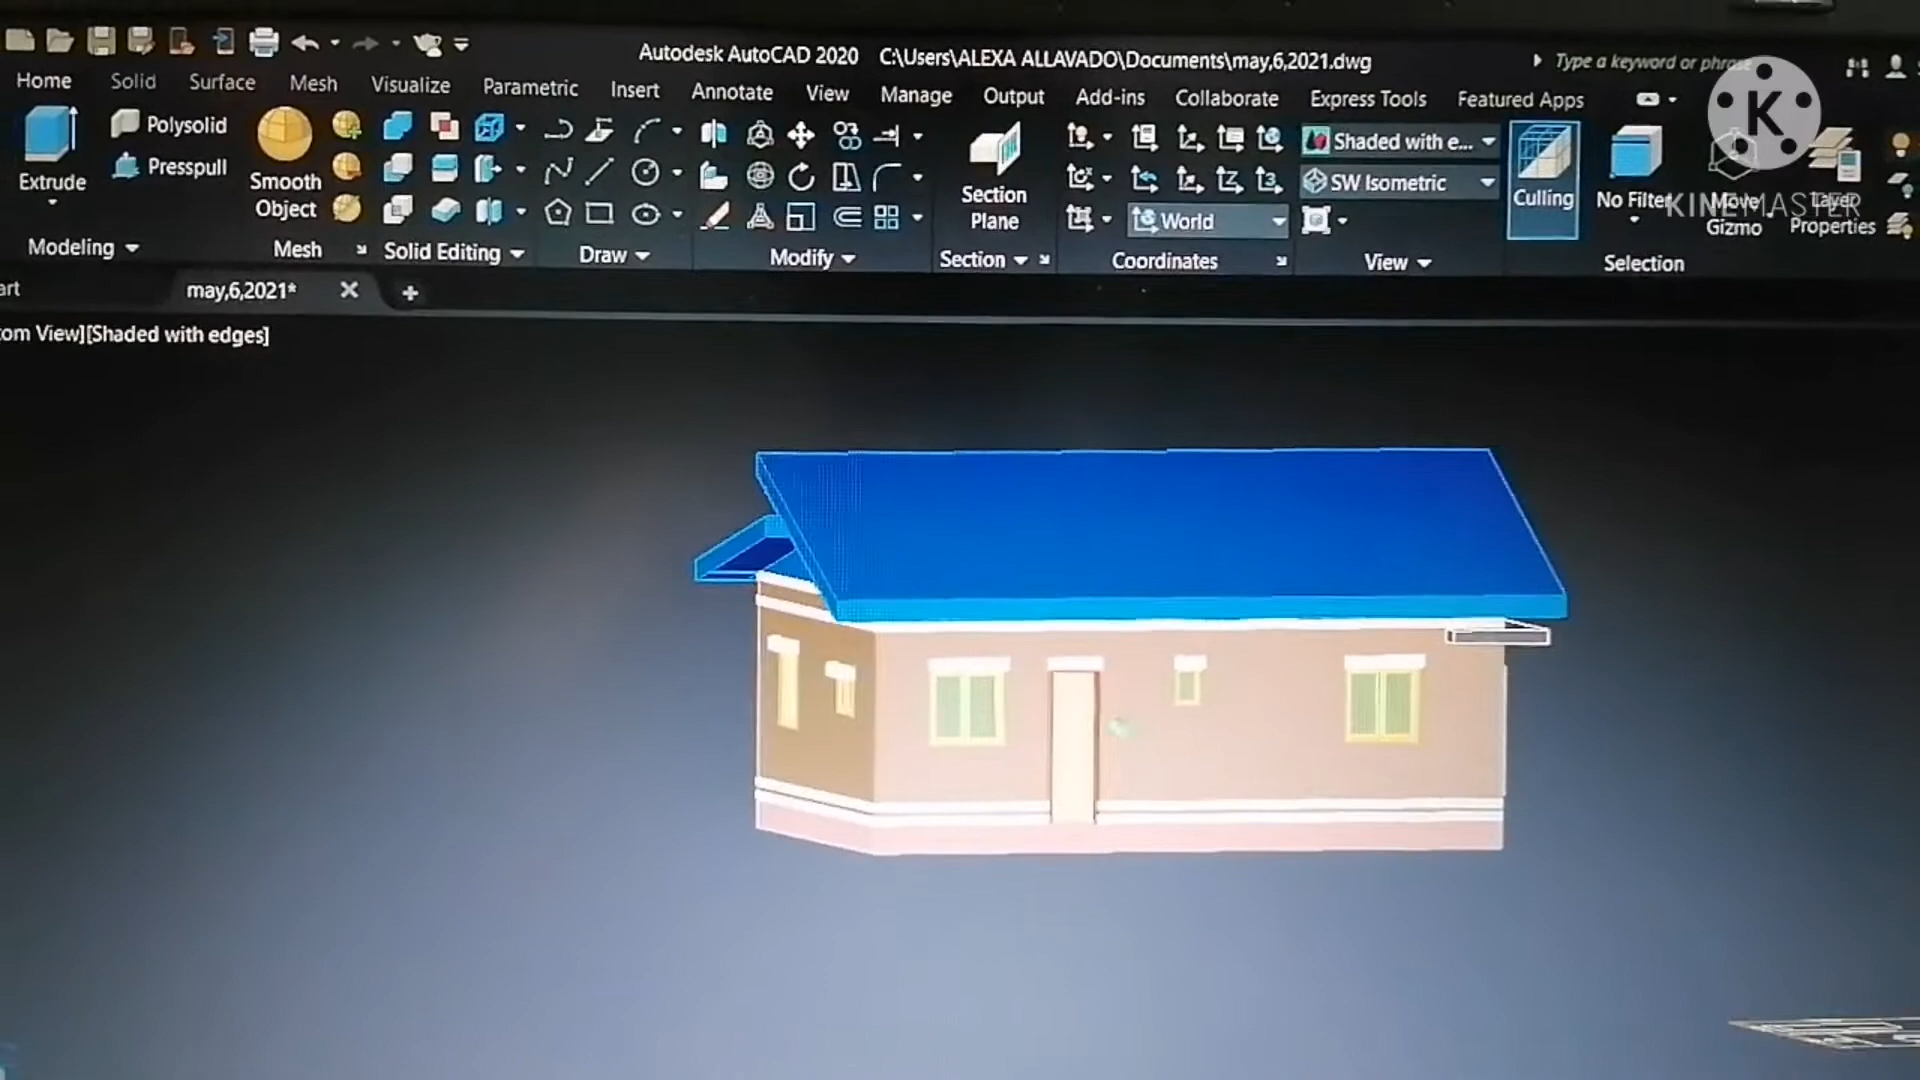 Autodesk AutoCAD 2020 C:\Users\ALEXA ALLAVADO\Documents\may,6,2021.dwg
Type a keyword or phrase
Home Solid Surface Mesh Visualize Parametric Insert Annotate View Manage Output Add-ins Collaborate Express Tools Featured Apps
K
KINEMASTER
Extrude
Polysolid
Presspull
Smooth
Object
Section
Plane
Shaded with e...
SW Isometric
World
Culling
No Filter
Move
Gizmo
Layer
Properties
Modeling
Mesh
Solid Editing
Draw
Modify
Section
Coordinates
View
Selection
art
may,6,2021*
om View][Shaded with edges]